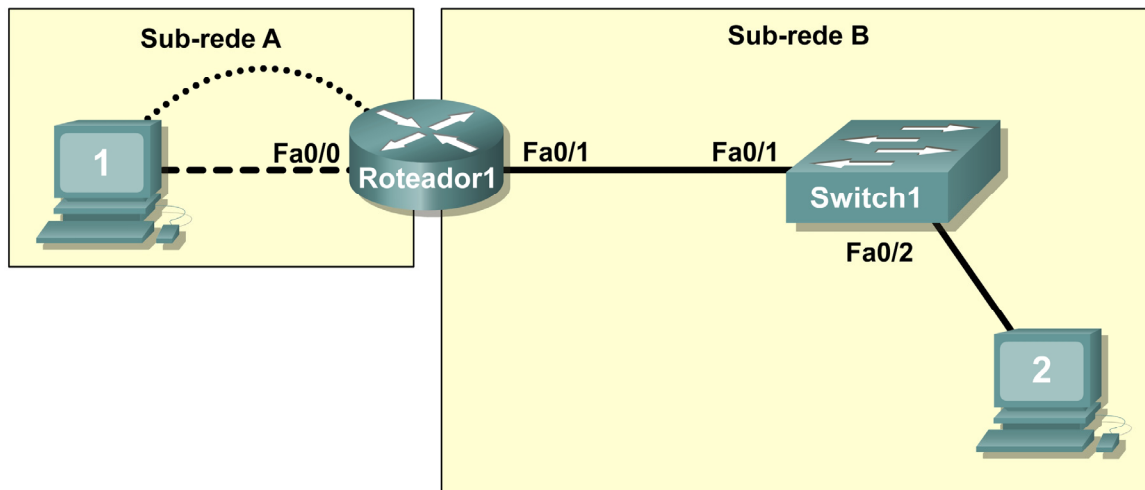 Sub-rede A
Sub-rede B
1
Fa0/0
Roteador1
Fa0/1
Fa0/1
Switch1
Fa0/2
2